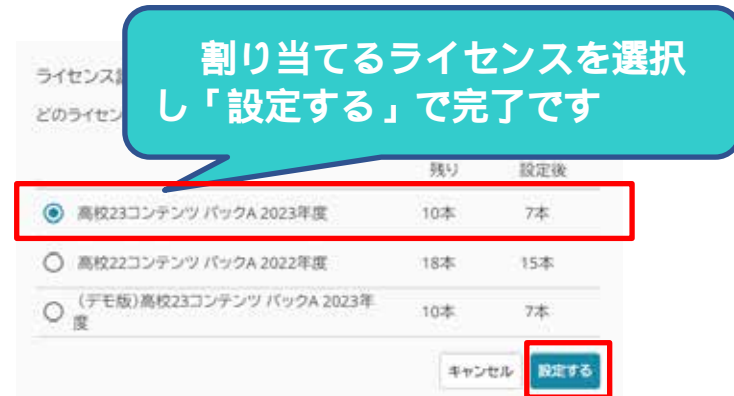 割り当てるライセンスを選択
し「設定する」で完了です
ライセンス
どのライセン
残り 設定後
高校23コンテンツ パックA 2023年度 10本 7本
高校22コンテンツ パックA 2022年度 18本 15本
(デモ版)高校23コンテンツ パックA 2023年
度 10本 7本
キャンセル 設定する